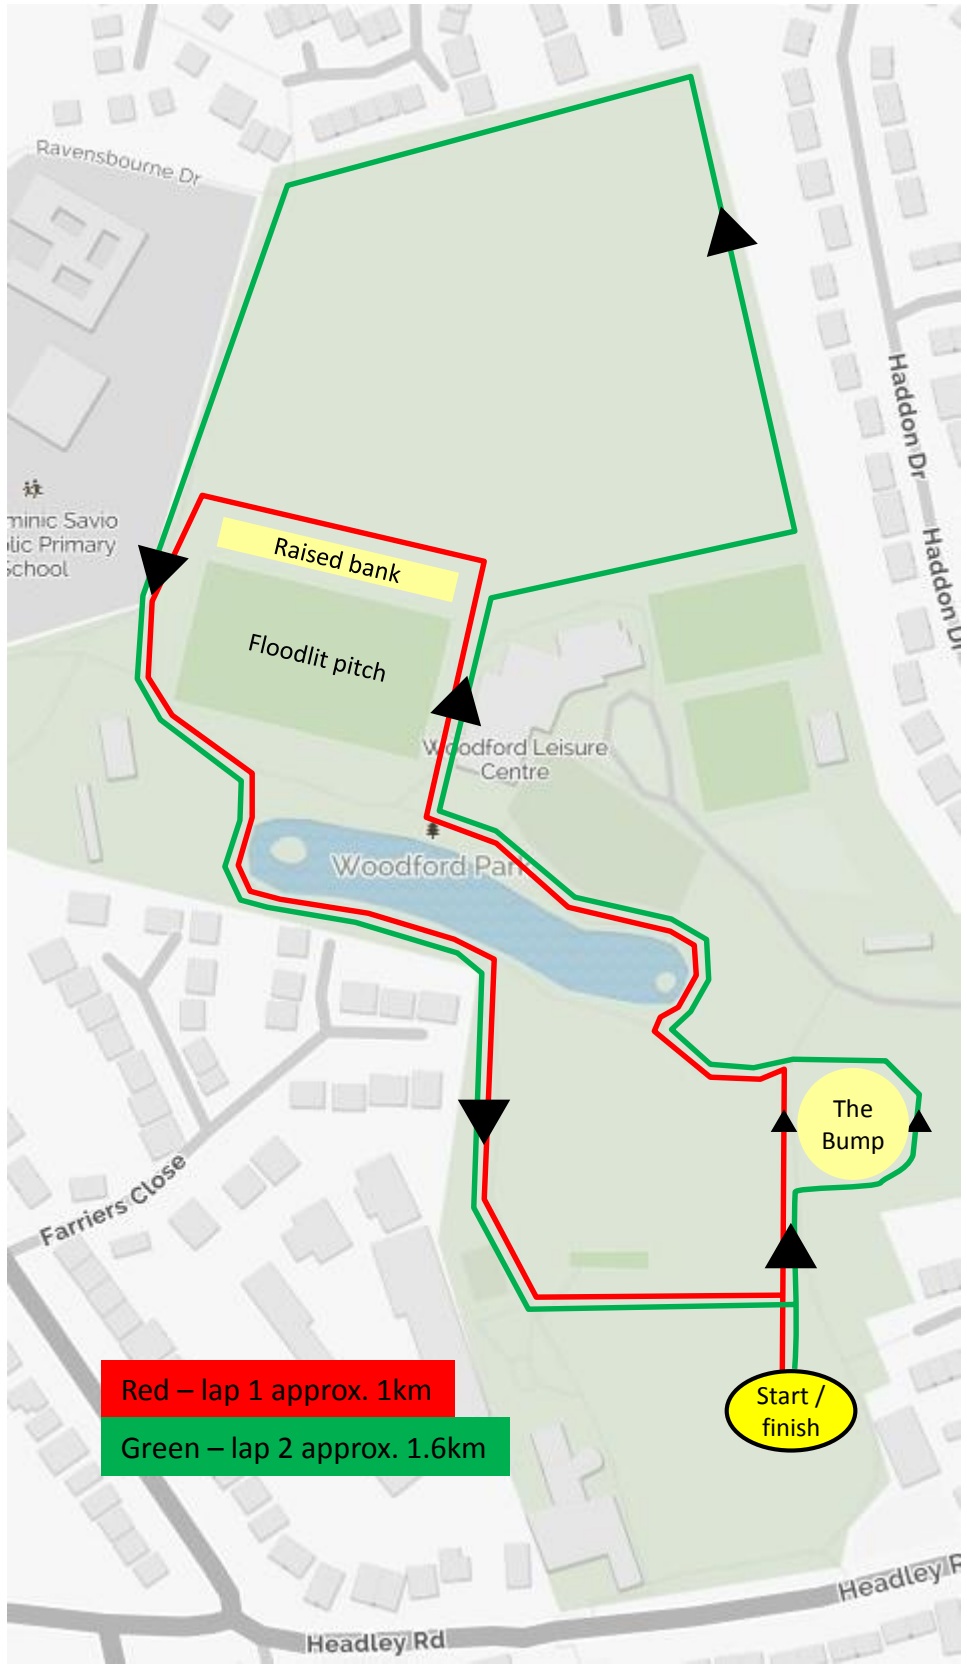 Ravensbourne Dr
Haddon Dr
minic Savio
lic Primary
School
Raised bank
Floodlit pitch
Haddon Dr
Woodford Leisure
Centre
Woodford Park
The
Bump
Farriers Close
Red – lap 1 approx. 1km
Green – lap 2 approx. 1.6km
Start /
finish
Headley R
Headley Rd